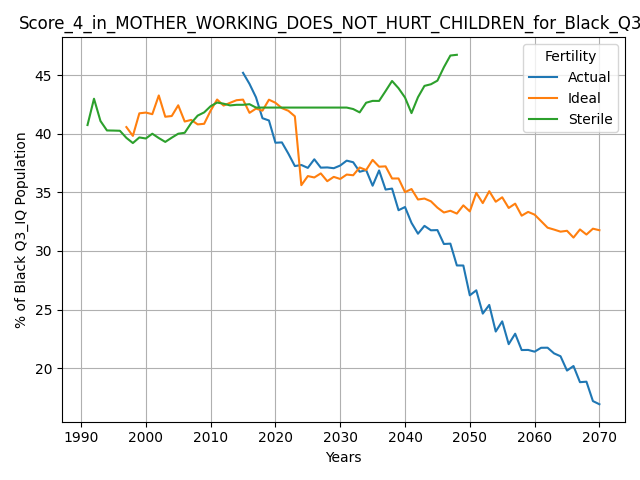 Score_4_in_MOTHER_WORKING_DOES_NOT_HURT_CHILDREN_for_Black_Q3
Fertility
Actual
Ideal
Sterile
% of Black Q3_IQ Population
45
40
35
30
25
20
1990 2000 2010 2020 2030 2040 2050 2060 2070
Years